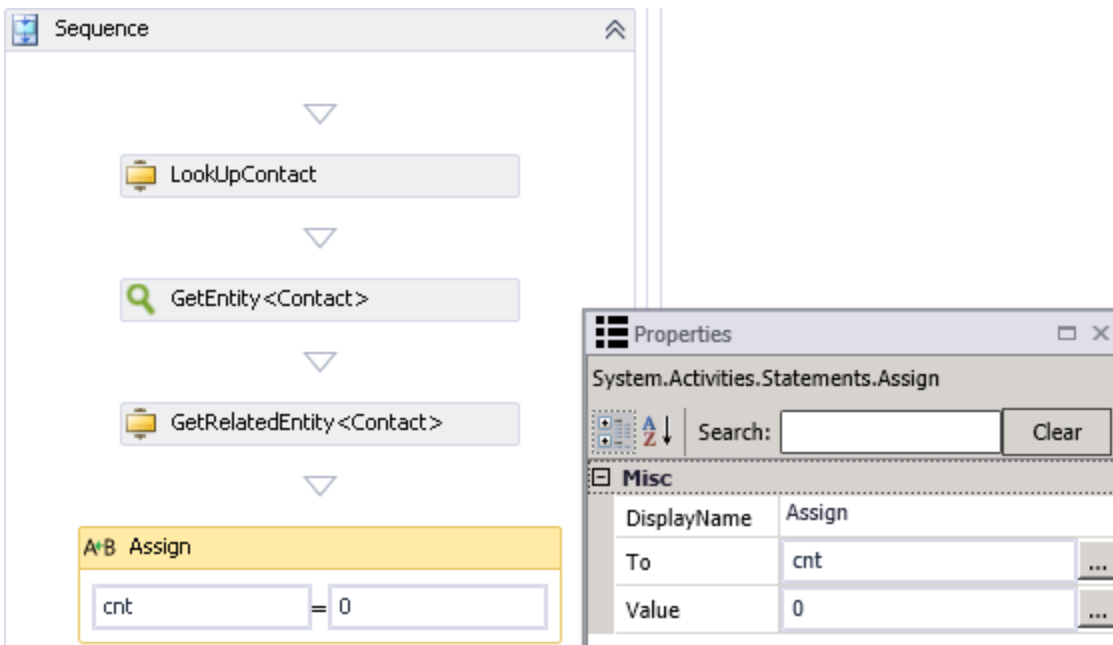 Sequence
LookUpContact
GetEntity<Contact>
GetRelatedEntity<Contact>
A+B Assign
cnt = 0
Properties
System.Activities.Statements.Assign
A Z Search: Clear
Misc
DisplayName Assign
To cnt ...
Value 0 ...